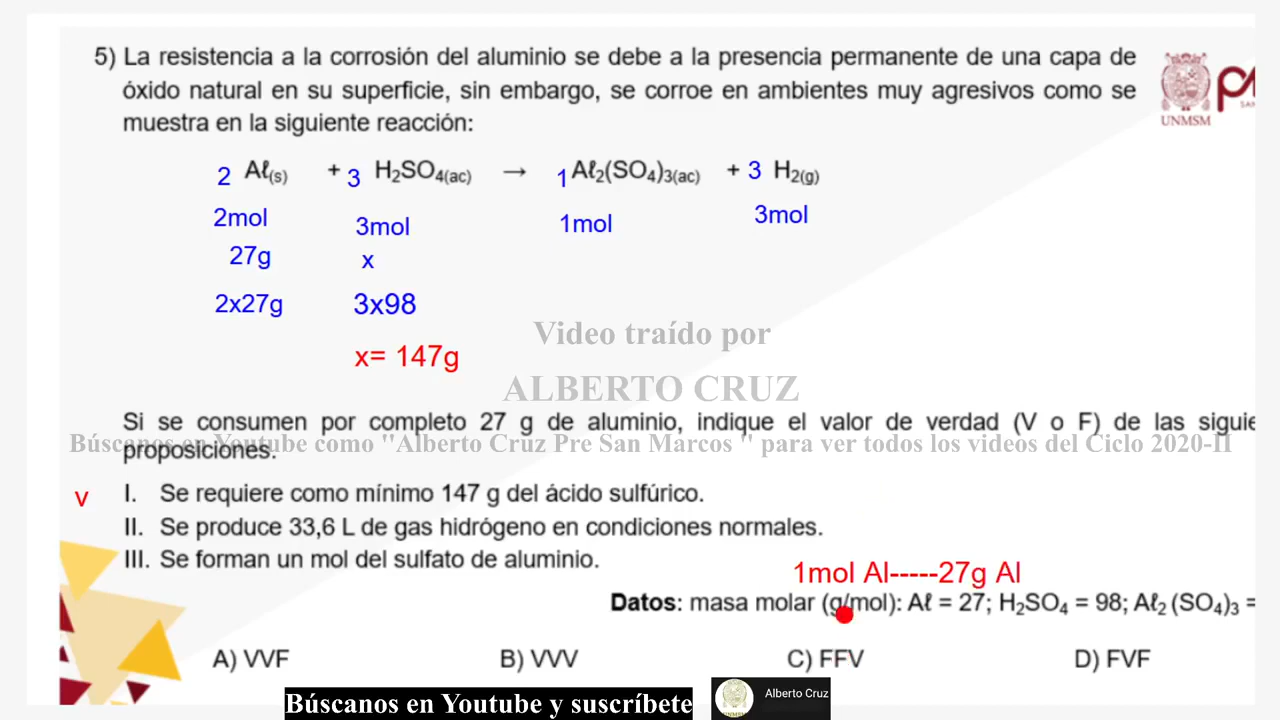 5) La resistencia a la corrosión del aluminio se debe a la presencia permanente de una capa de
óxido natural en su superficie, sin embargo, se corroe en ambientes muy agresivos como se
muestra en la siguiente reacción:
UNMSM
2 Aℓ(s) + 3 H₂SO₄(ac) → 1 Aℓ₂(SO₄)₃(ac) + 3 H₂(g)
2mol 3mol 1mol 3mol
27g x
2x27g 3x98
x= 147g
Video traído por
ALBERTO CRUZ
Si se consumen por completo 27 g de aluminio, indique el valor de verdad (V o F) de las siguie
Búscanos en Youtube como "Alberto Cruz Pre San Marcos " para ver todos los videos del Ciclo 2020-II
proposiciones.
v I. Se requiere como mínimo 147 g del ácido sulfúrico.
II. Se produce 33,6 L de gas hidrógeno en condiciones normales.
III. Se forman un mol del sulfato de aluminio.
1mol Al-----27g Al
Datos: masa molar (g/mol): Aℓ = 27; H₂SO₄ = 98; Aℓ₂ (SO₄)₃ =
A) VVF B) VVV C) FFV D) FVF
Búscanos en Youtube y suscríbete
Alberto Cruz